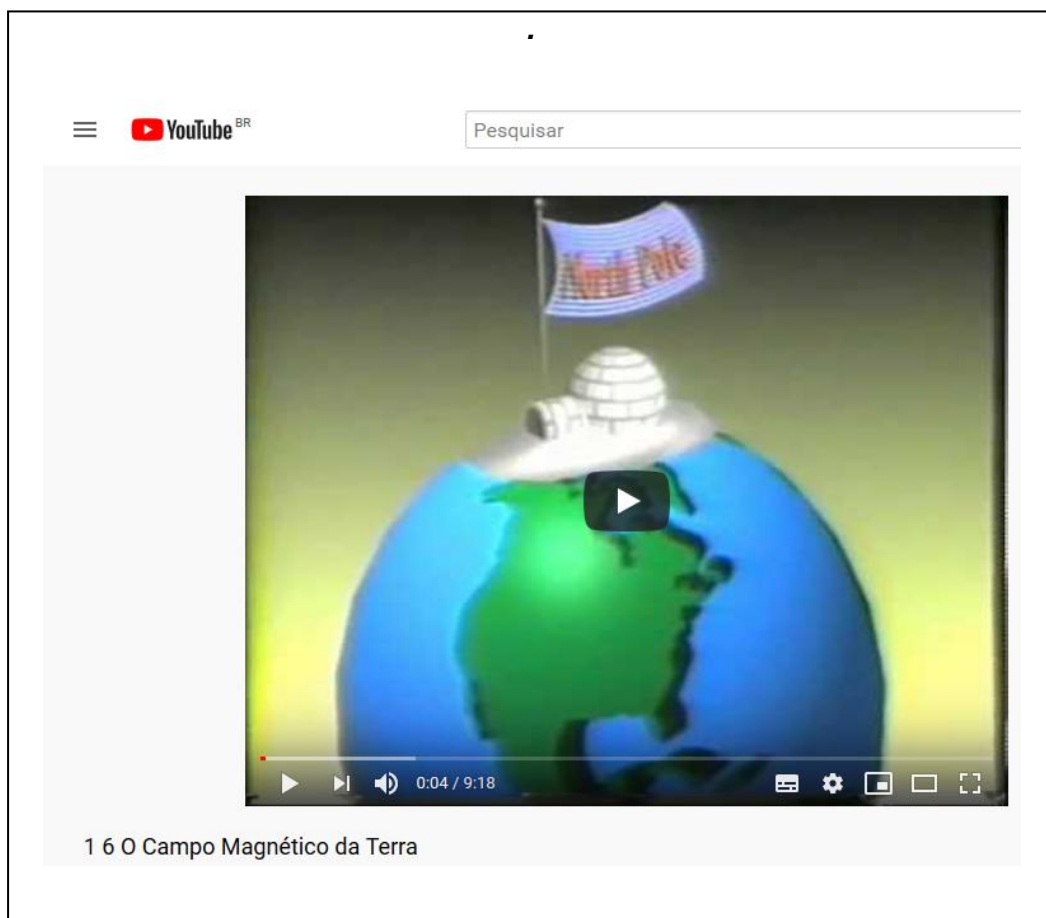 .
YouTube BR
Pesquisar
North Pole
0:04 / 9:18
1 6 O Campo Magnético da Terra